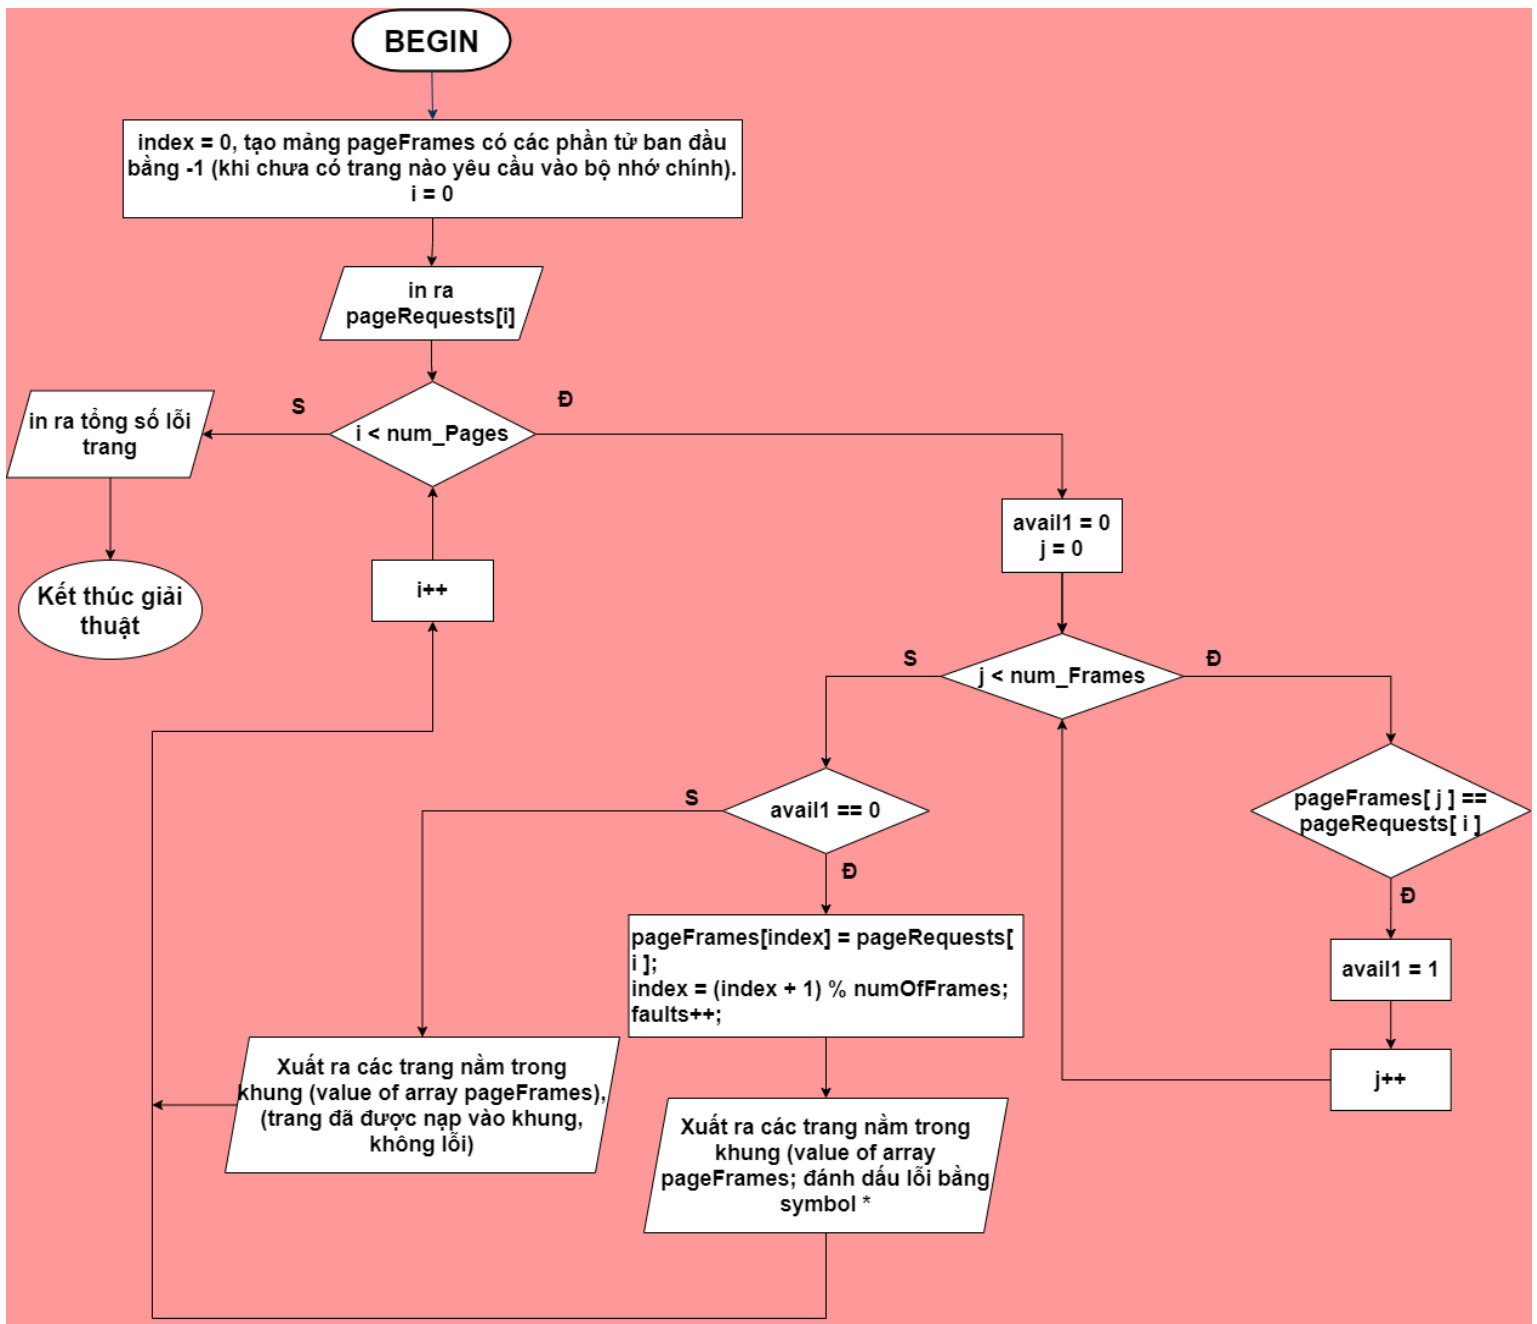 BEGIN
index = 0, tạo mảng pageFrames có các phần tử ban đầu
bằng -1 (khi chưa có trang nào yêu cầu vào bộ nhớ chính).
i = 0
in ra
pageRequests[i]
i < num_Pages
S
Đ
in ra tổng số lỗi
trang
Kết thúc giải
thuật
i++
avail1 = 0
j = 0
j < num_Frames
S
Đ
pageFrames[ j ] ==
pageRequests[ i ]
Đ
avail1 = 1
j++
avail1 == 0
S
Đ
pageFrames[index] = pageRequests[
i ];
index = (index + 1) % numOfFrames;
faults++;
Xuất ra các trang nằm trong
khung (value of array pageFrames),
(trang đã được nạp vào khung,
không lỗi)
Xuất ra các trang nằm trong
khung (value of array
pageFrames; đánh dấu lỗi bằng
symbol *